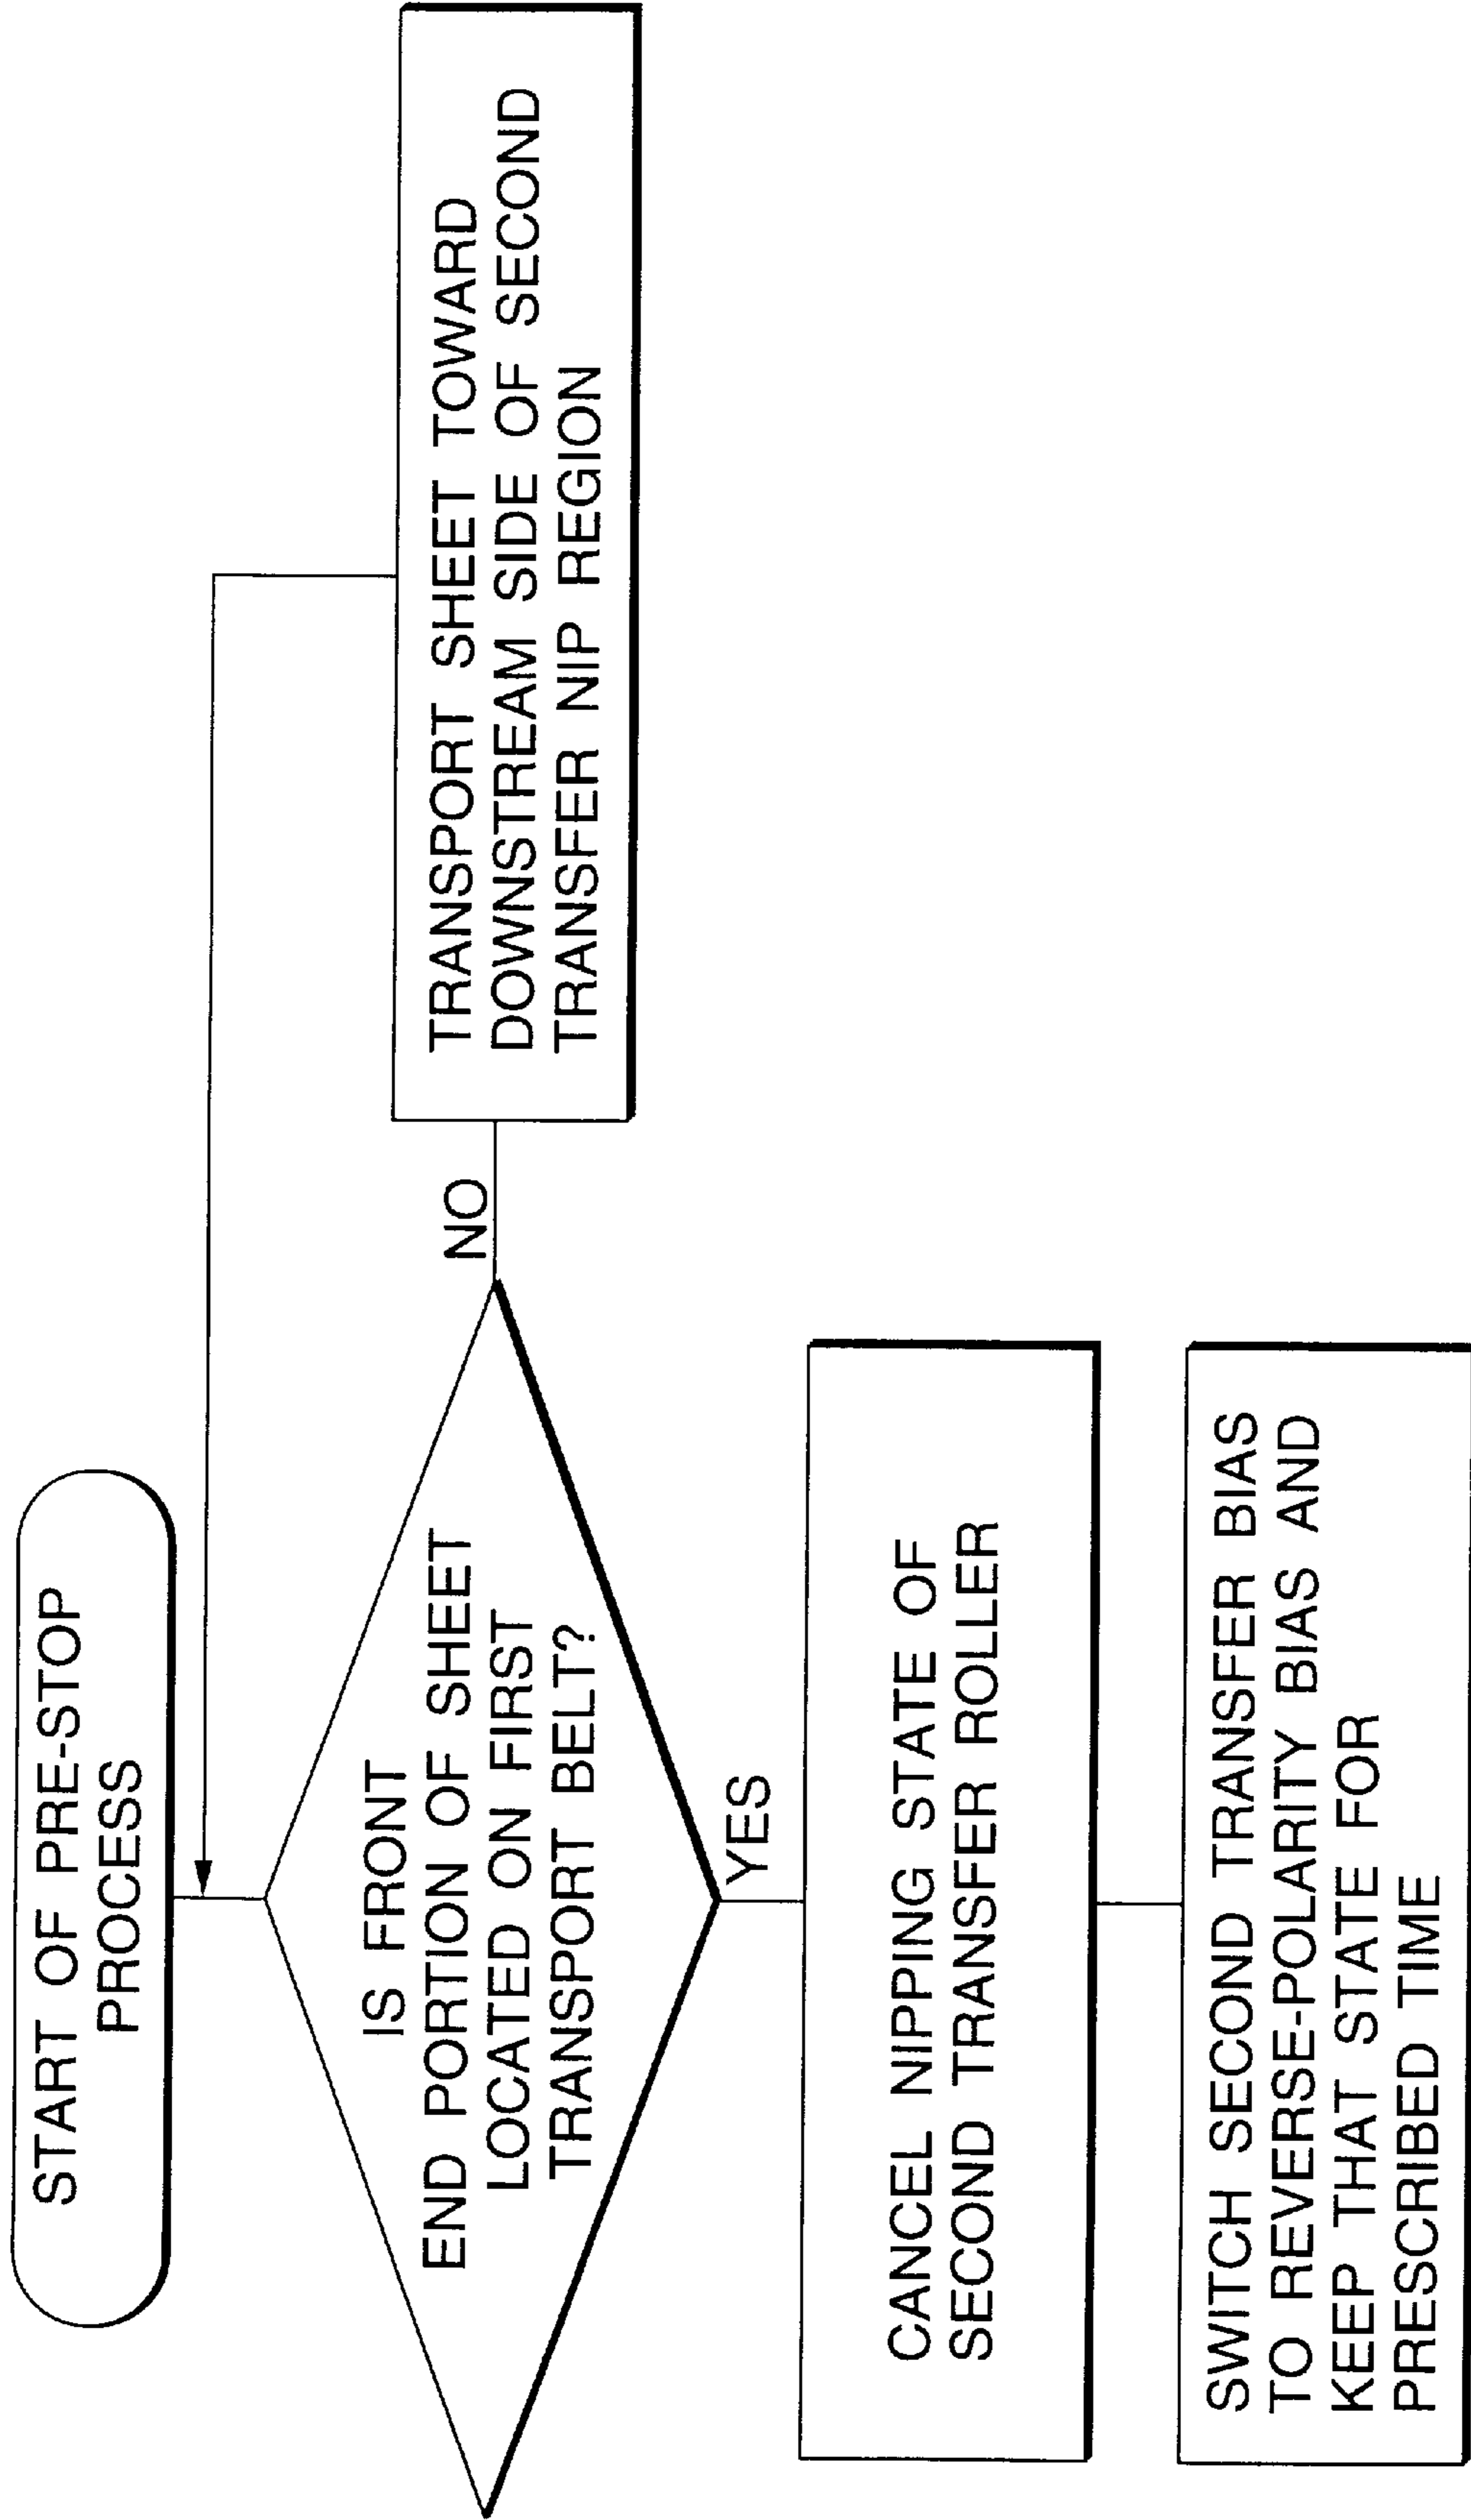 START OF PRE-STOP
PROCESS
IS FRONT
END PORTION OF SHEET
LOCATED ON FIRST
TRANSPORT BELT?
NO
TRANSPORT SHEET TOWARD
DOWNSTREAM SIDE OF SECOND
TRANSFER NIP REGION
YES
CANCEL NIPPING STATE OF
SECOND TRANSFER ROLLER
SWITCH SECOND TRANSFER BIAS
TO REVERSE-POLARITY BIAS AND
KEEP THAT STATE FOR
PRESCRIBED TIME